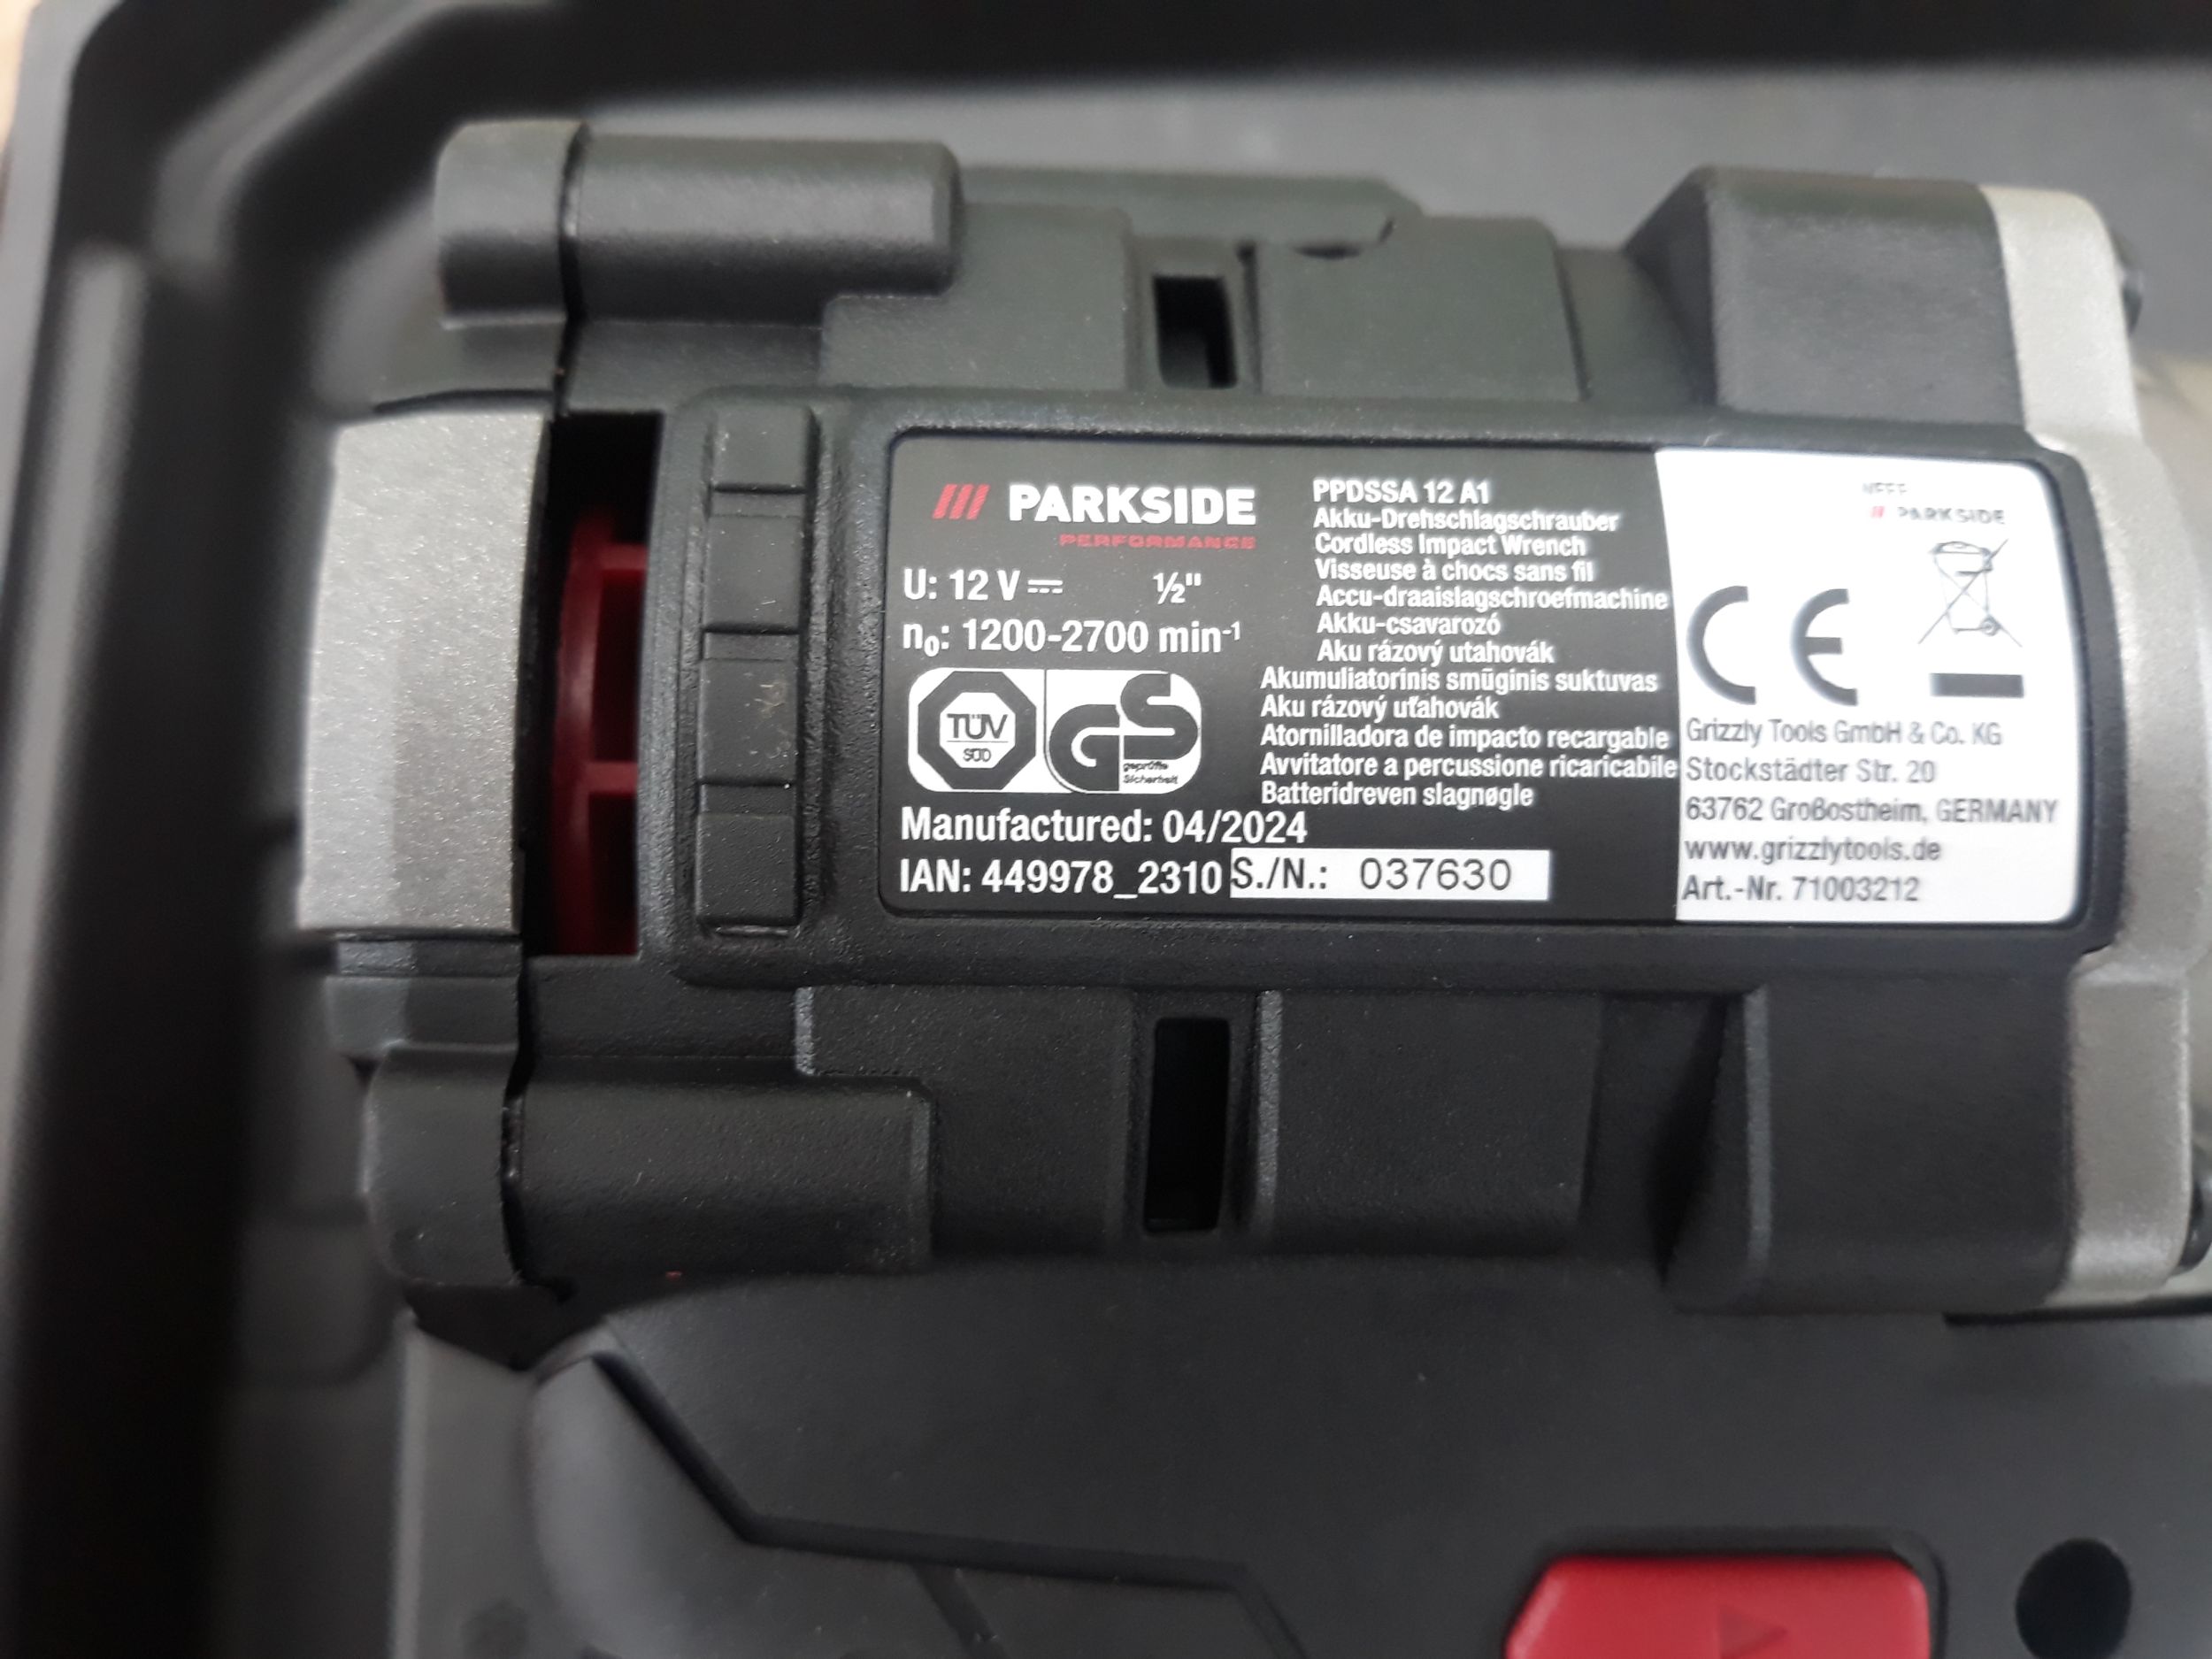 PARKSIDE
PERFORMANCE
U: 12 V ⎓ ½"
n₀: 1200-2700 min⁻¹
TÜV
SÜD
GS
geprüfte
Sicherheit
Manufactured: 04/2024
IAN: 449978_2310 S./N.: 037630
PPDSSA 12 A1
Akku-Drehschlagschrauber
Cordless Impact Wrench
Visseuse à chocs sans fil
Accu-draaislagschroefmachine
Akku-csavarozó
Aku rázový utahovák
Akumuliatorinis smūginis suktuvas
Aku rázový uťahovák
Atornilladora de impacto recargable
Avvitatore a percussione ricaricabile
Batteridreven slagnøgle
PARKSIDE
CE
Grizzly Tools GmbH & Co. KG
Stockstädter Str. 20
63762 Großostheim, GERMANY
www.grizzlytools.de
Art.-Nr. 71003212